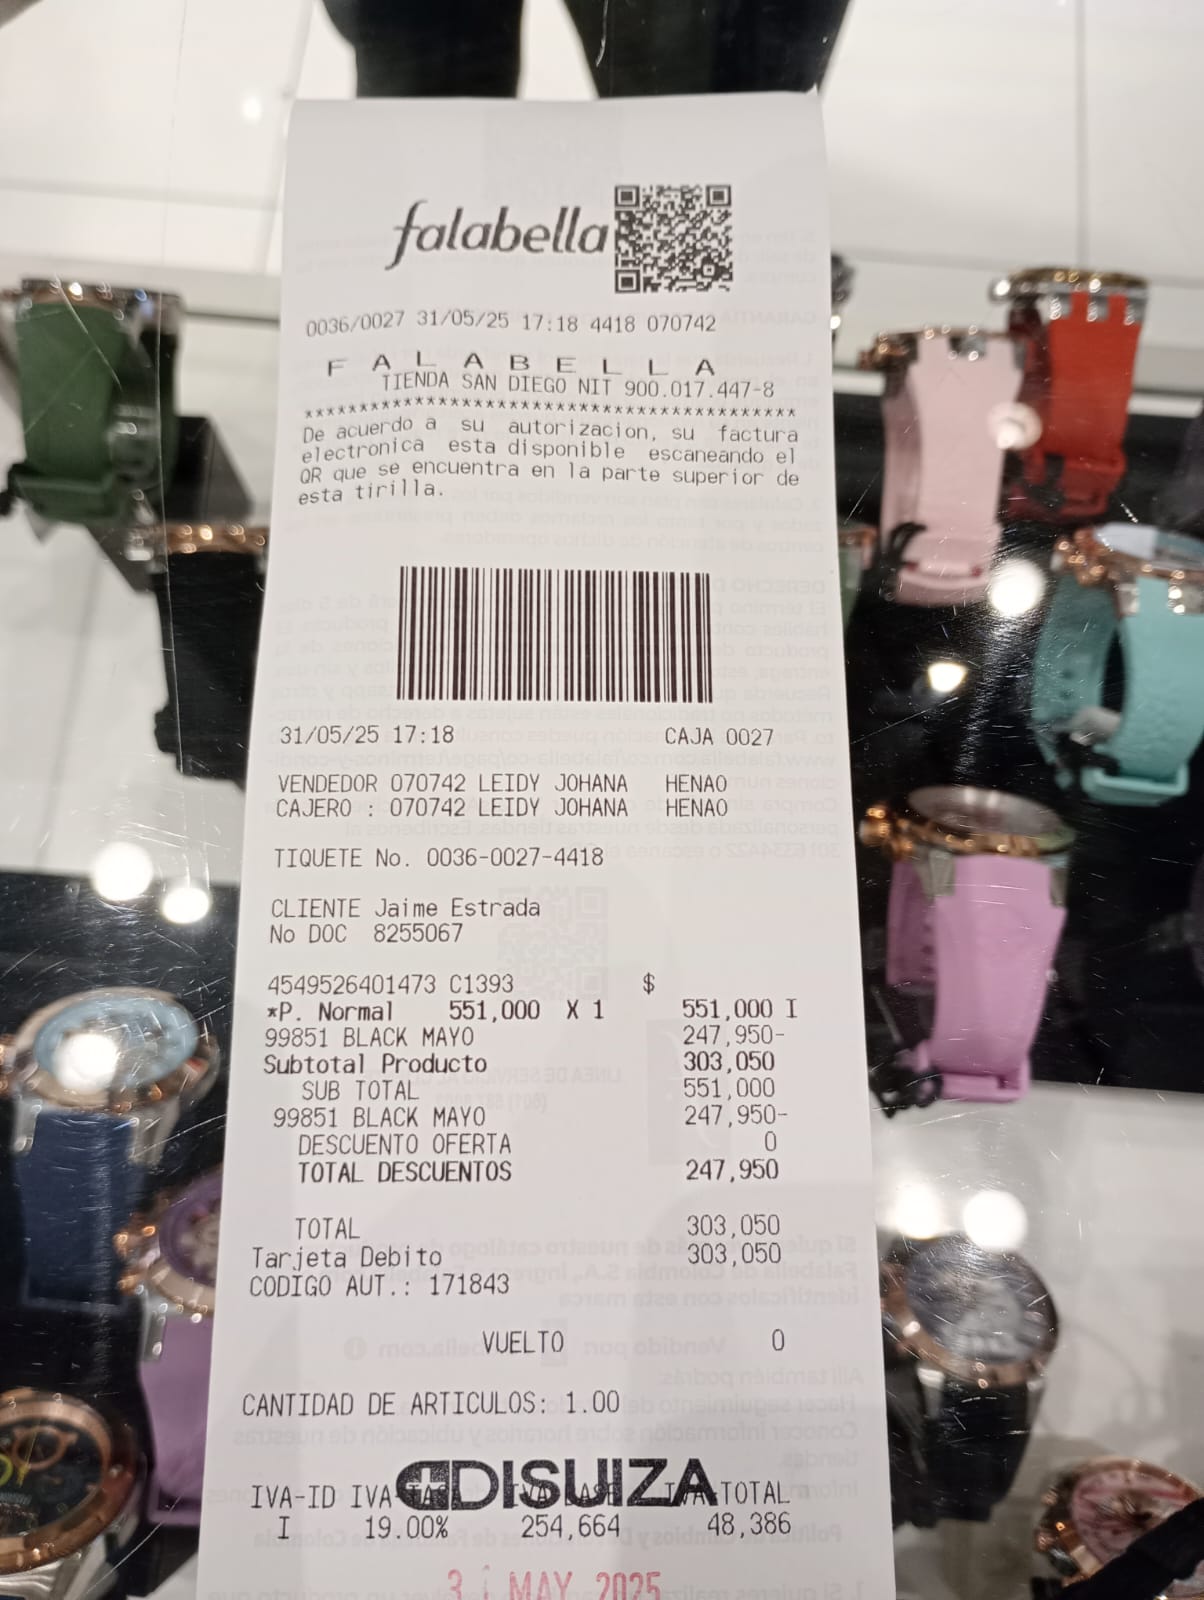 falabella
0036/0027 31/05/25 17:18 4418 070742
F A L A B E L L A
TIENDA SAN DIEGO NIT 900.017.447-8
*********************************************
De acuerdo a su autorizacion, su factura
electronica esta disponible escaneando el
QR que se encuentra en la parte superior de
esta tirilla.
31/05/25 17:18 CAJA 0027
VENDEDOR 070742 LEIDY JOHANA HENAO
CAJERO : 070742 LEIDY JOHANA HENAO
TIQUETE No. 0036-0027-4418
CLIENTE Jaime Estrada
No DOC 8255067
4549526401473 C1393 $
*P. Normal 551,000 X 1 551,000 I
99851 BLACK MAYO 247,950-
Subtotal Producto 303,050
SUB TOTAL 551,000
99851 BLACK MAYO 247,950-
DESCUENTO OFERTA 0
TOTAL DESCUENTOS 247,950
TOTAL 303,050
Tarjeta Debito 303,050
CODIGO AUT.: 171843
VUELTO 0
CANTIDAD DE ARTICULOS: 1.00
DISUIZA
IVA-ID IVA-TASA IVA BASE IVA TOTAL
I 19.00% 254,664 48,386
31 MAY 2025